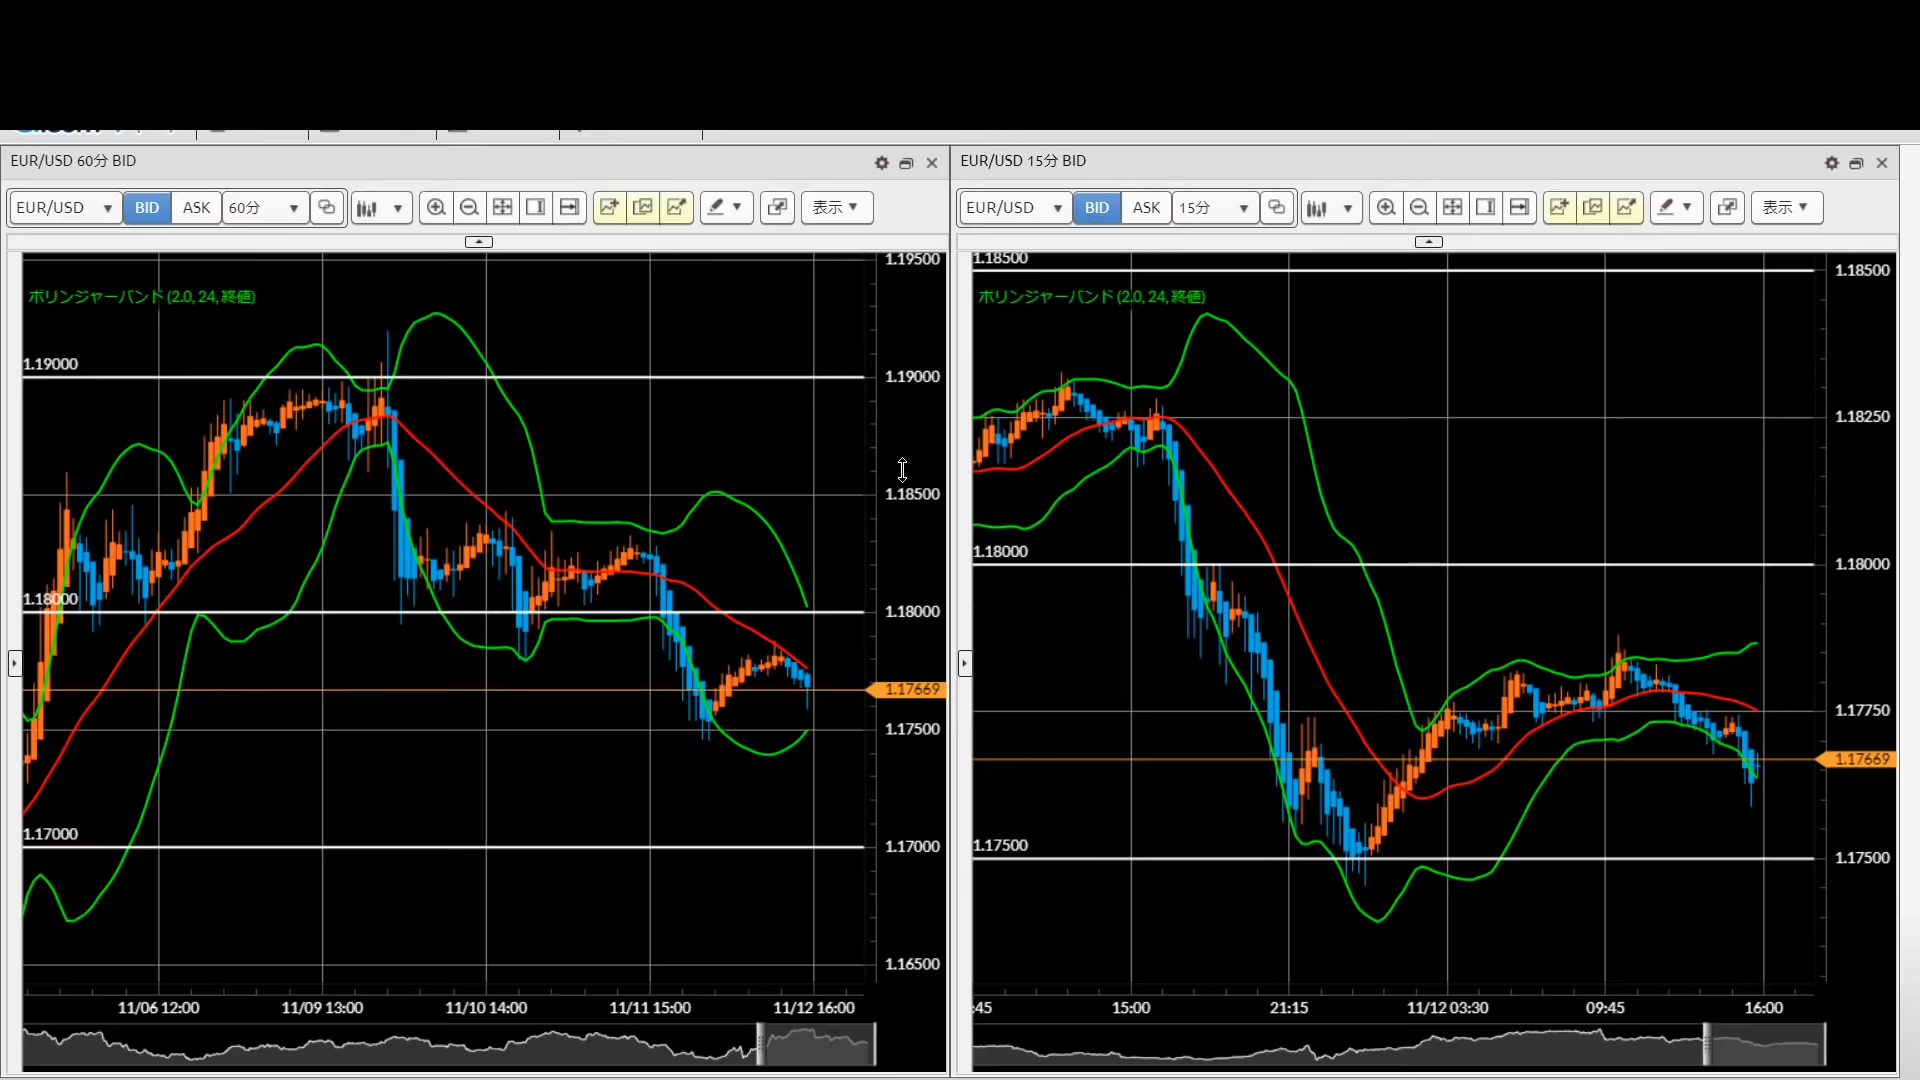 EUR/USD 60分 BID
EUR/USD BID ASK 60分 表示
1.19500
ボリンジャーバンド (2.0, 24, 終値)
1.19000
1.19000
1.18500
1.18000
1.18000
1.17669
1.17500
1.17000
1.17000
1.16500
11/06 12:00 11/09 13:00 11/10 14:00 11/11 15:00 11/12 16:00
EUR/USD 15分 BID
EUR/USD BID ASK 15分 表示
1.18500
1.18500
ボリンジャーバンド (2.0, 24, 終値)
1.18250
1.18000
1.18000
1.17750
1.17669
1.17500
1.17500
:45 15:00 21:15 11/12 03:30 09:45 16:00